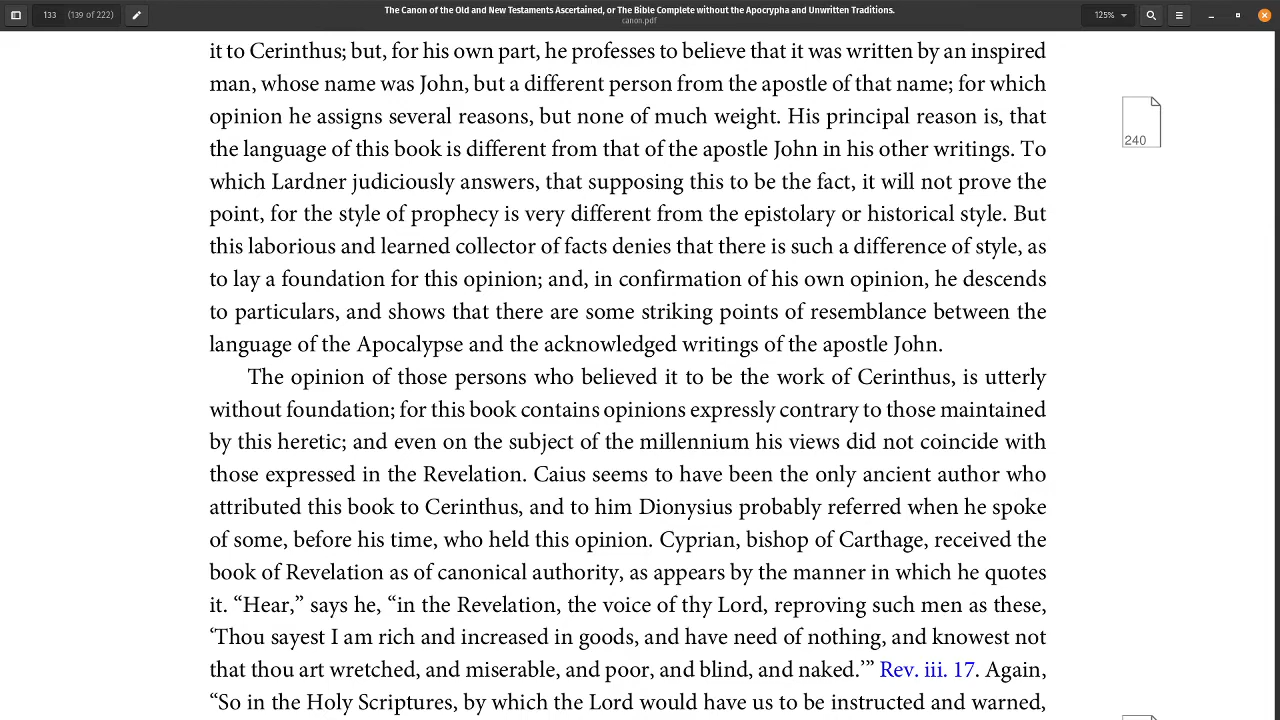 133 (139 of 222)
The Canon of the Old and New Testaments Ascertained, or The Bible Complete without the Apocrypha and Unwritten Traditions.
canon.pdf
125%
it to Cerinthus; but, for his own part, he professes to believe that it was written by an inspired
man, whose name was John, but a different person from the apostle of that name; for which
opinion he assigns several reasons, but none of much weight. His principal reason is, that
240
the language of this book is different from that of the apostle John in his other writings. To
which Lardner judiciously answers, that supposing this to be the fact, it will not prove the
point, for the style of prophecy is very different from the epistolary or historical style. But
this laborious and learned collector of facts denies that there is such a difference of style, as
to lay a foundation for this opinion; and, in confirmation of his own opinion, he descends
to particulars, and shows that there are some striking points of resemblance between the
language of the Apocalypse and the acknowledged writings of the apostle John.
The opinion of those persons who believed it to be the work of Cerinthus, is utterly
without foundation; for this book contains opinions expressly contrary to those maintained
by this heretic; and even on the subject of the millennium his views did not coincide with
those expressed in the Revelation. Caius seems to have been the only ancient author who
attributed this book to Cerinthus, and to him Dionysius probably referred when he spoke
of some, before his time, who held this opinion. Cyprian, bishop of Carthage, received the
book of Revelation as of canonical authority, as appears by the manner in which he quotes
it. “Hear,” says he, “in the Revelation, the voice of thy Lord, reproving such men as these,
‘Thou sayest I am rich and increased in goods, and have need of nothing, and knowest not
that thou art wretched, and miserable, and poor, and blind, and naked.’” Rev. iii. 17. Again,
“So in the Holy Scriptures, by which the Lord would have us to be instructed and warned,